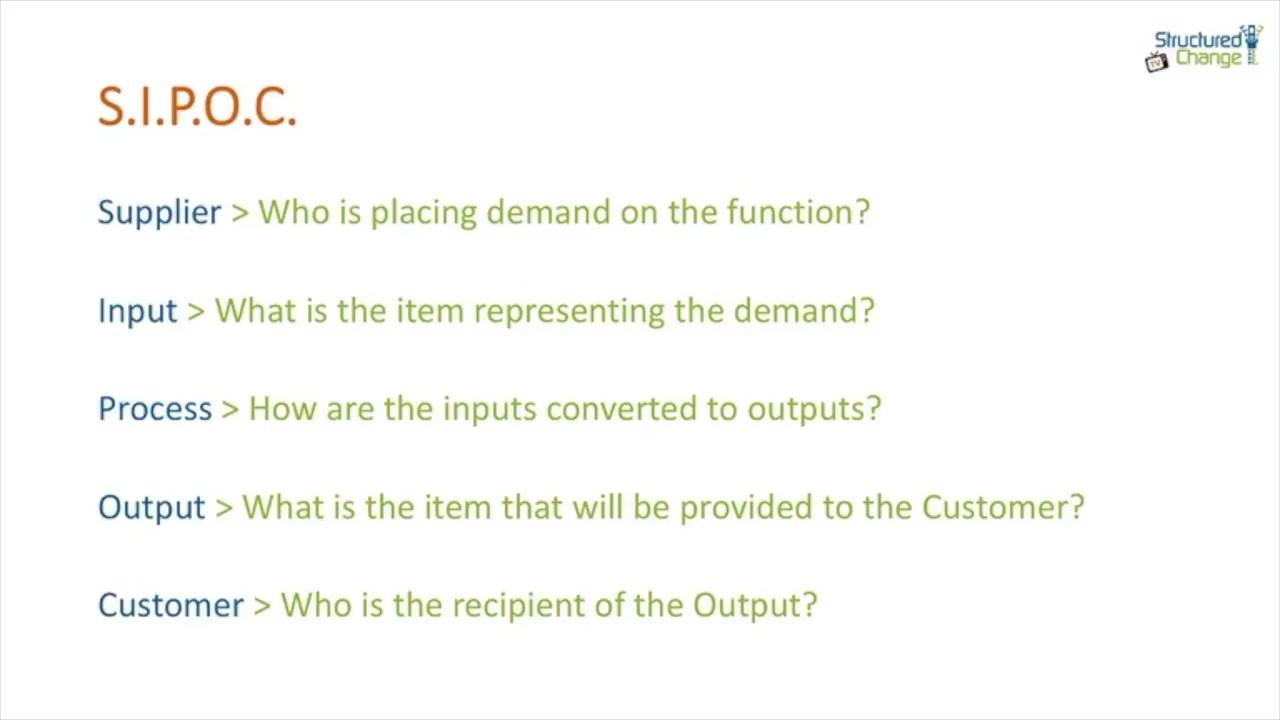 Structured
TV Change
S.I.P.O.C.
Supplier > Who is placing demand on the function?
Input > What is the item representing the demand?
Process > How are the inputs converted to outputs?
Output > What is the item that will be provided to the Customer?
Customer > Who is the recipient of the Output?